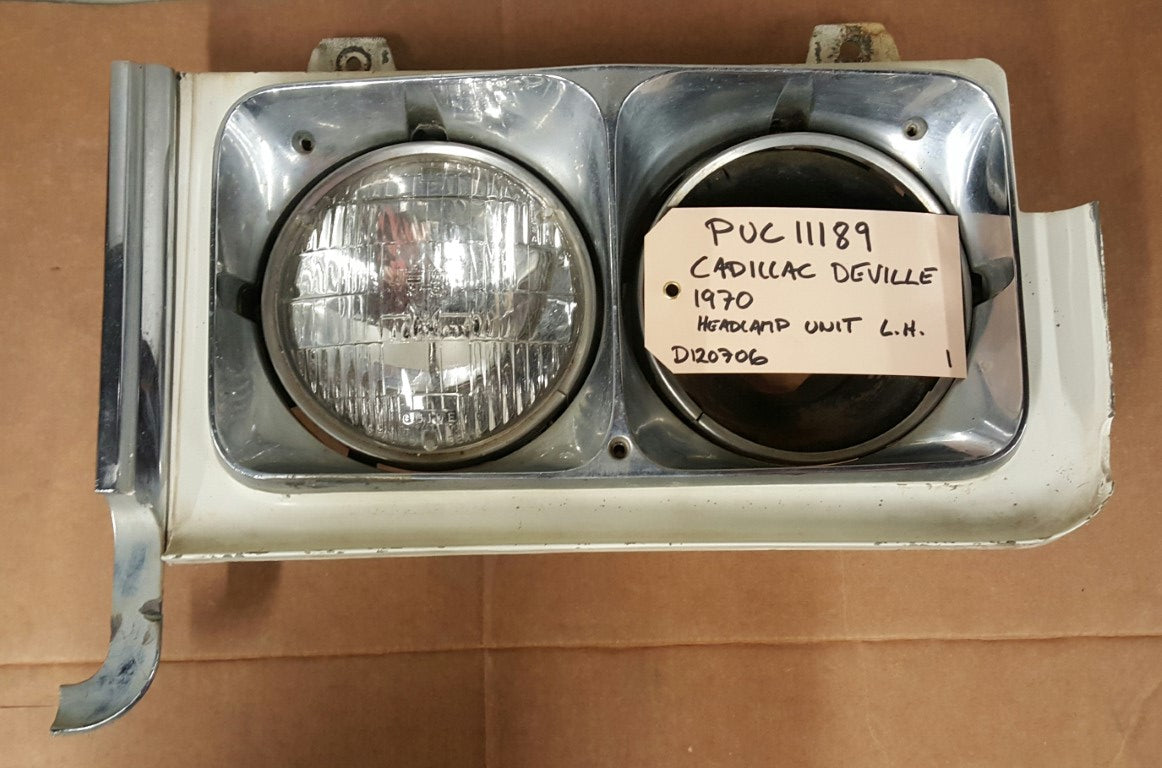 PUC 11189
CADILLAC DEVILLE
1970
HEADLAMP UNIT L.H.
D120706 1